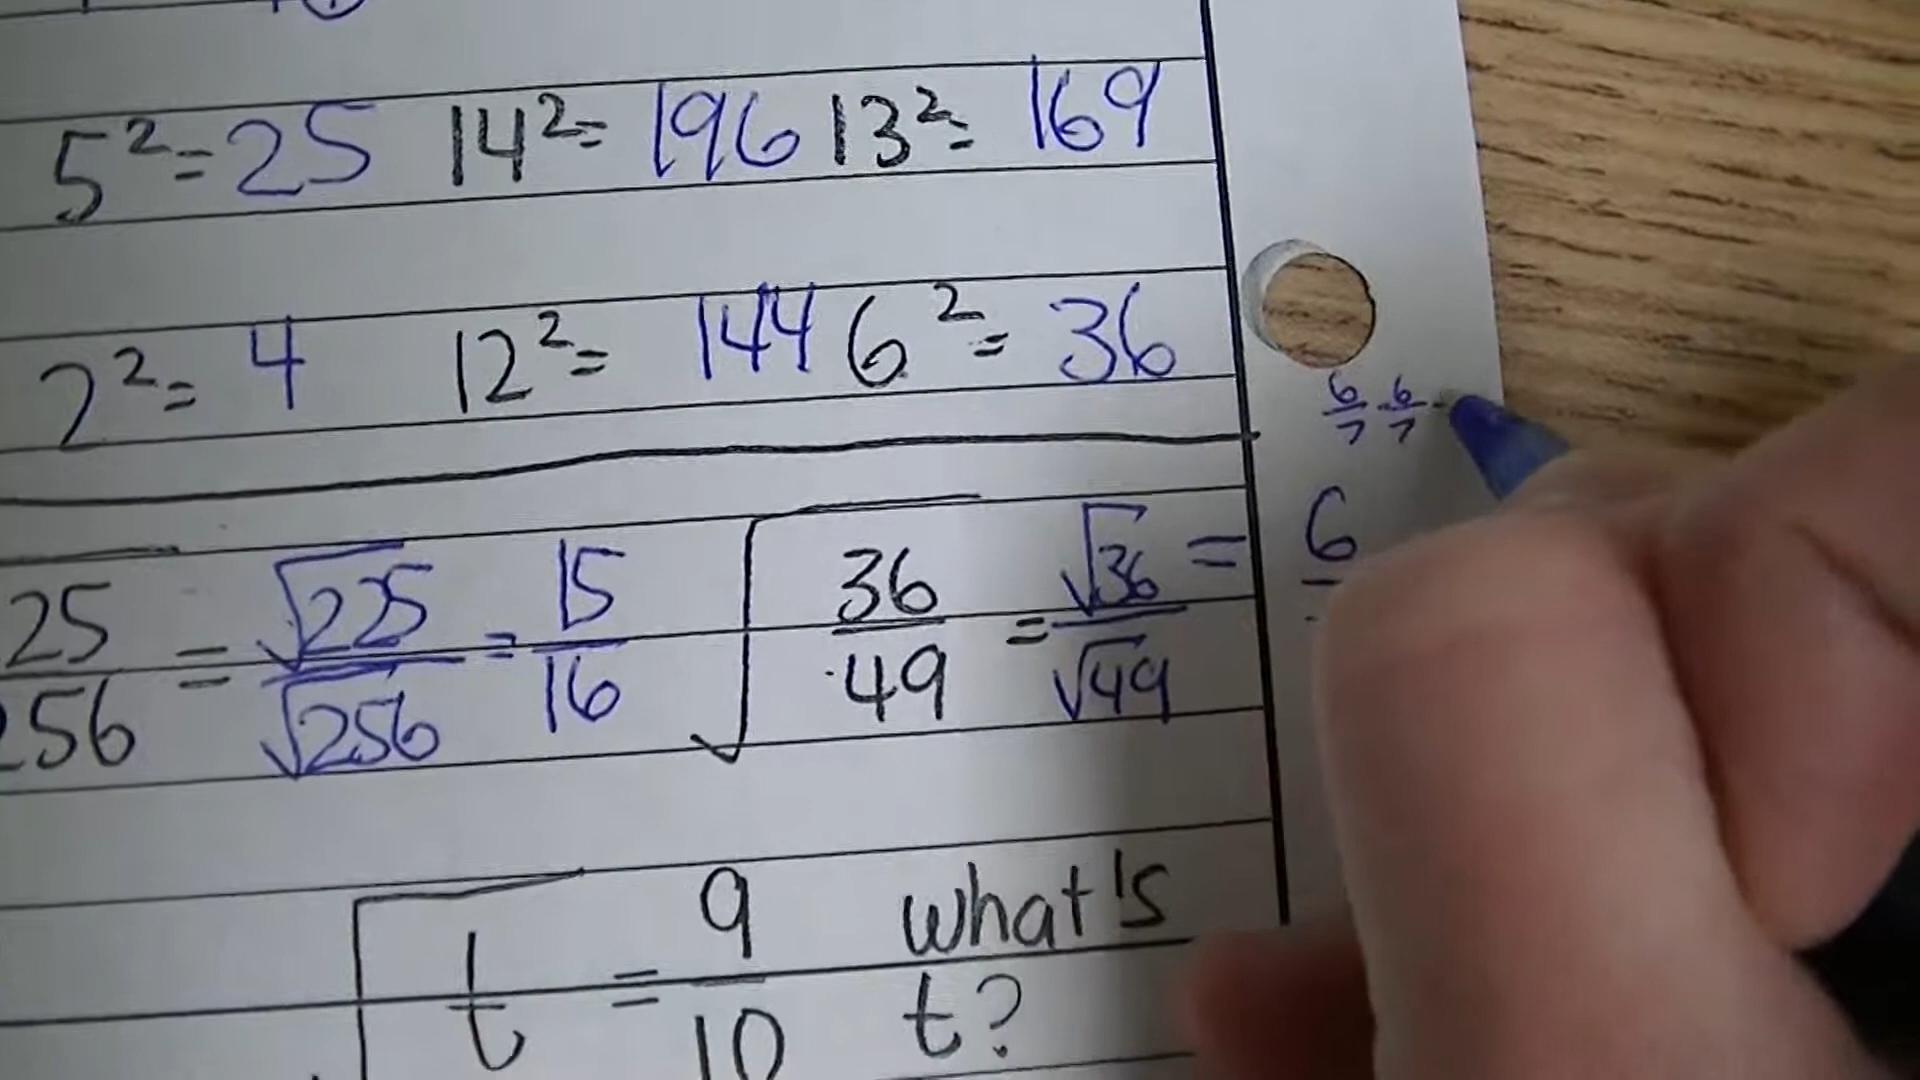 5² = 25 14² = 196 13² = 169
2² = 4 12² = 144 6² = 36
6/7 6/7
25/256 = √225/√256 = 15/16 √36/49 = √36/√49 = 6
√t = 9/10 what's
t?